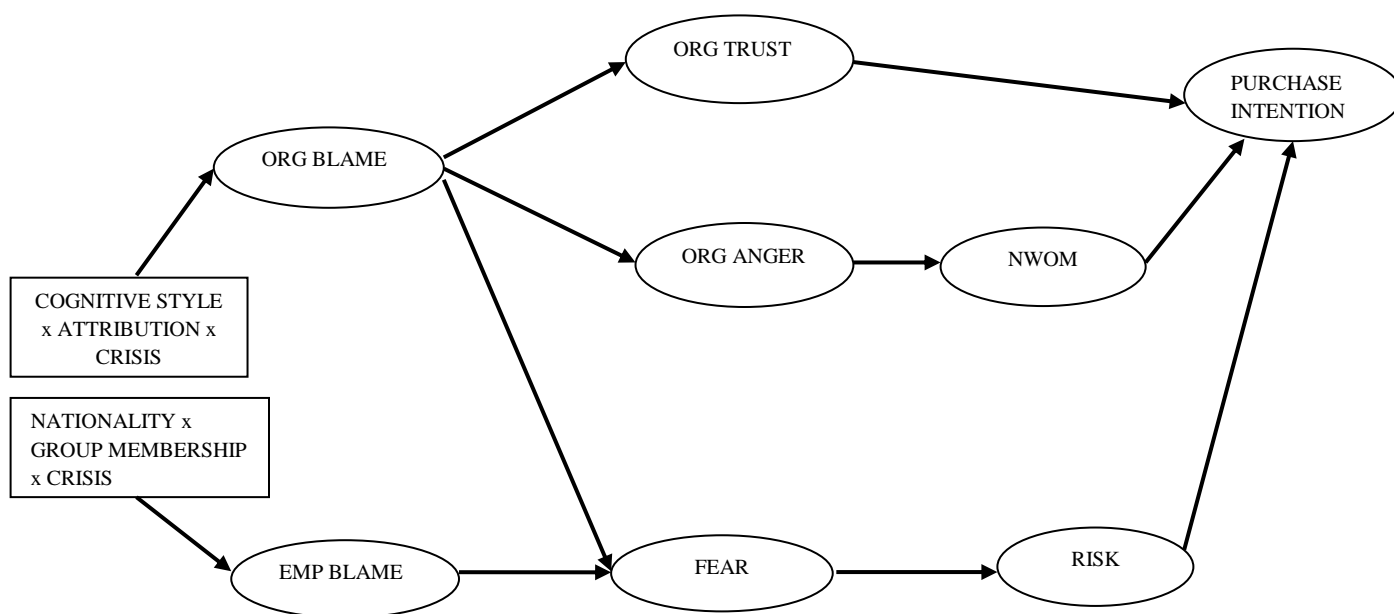 ORG TRUST
PURCHASE
INTENTION
ORG BLAME
ORG ANGER
NWOM
COGNITIVE STYLE
x ATTRIBUTION x
CRISIS
NATIONALITY x
GROUP MEMBERSHIP
x CRISIS
EMP BLAME
FEAR
RISK